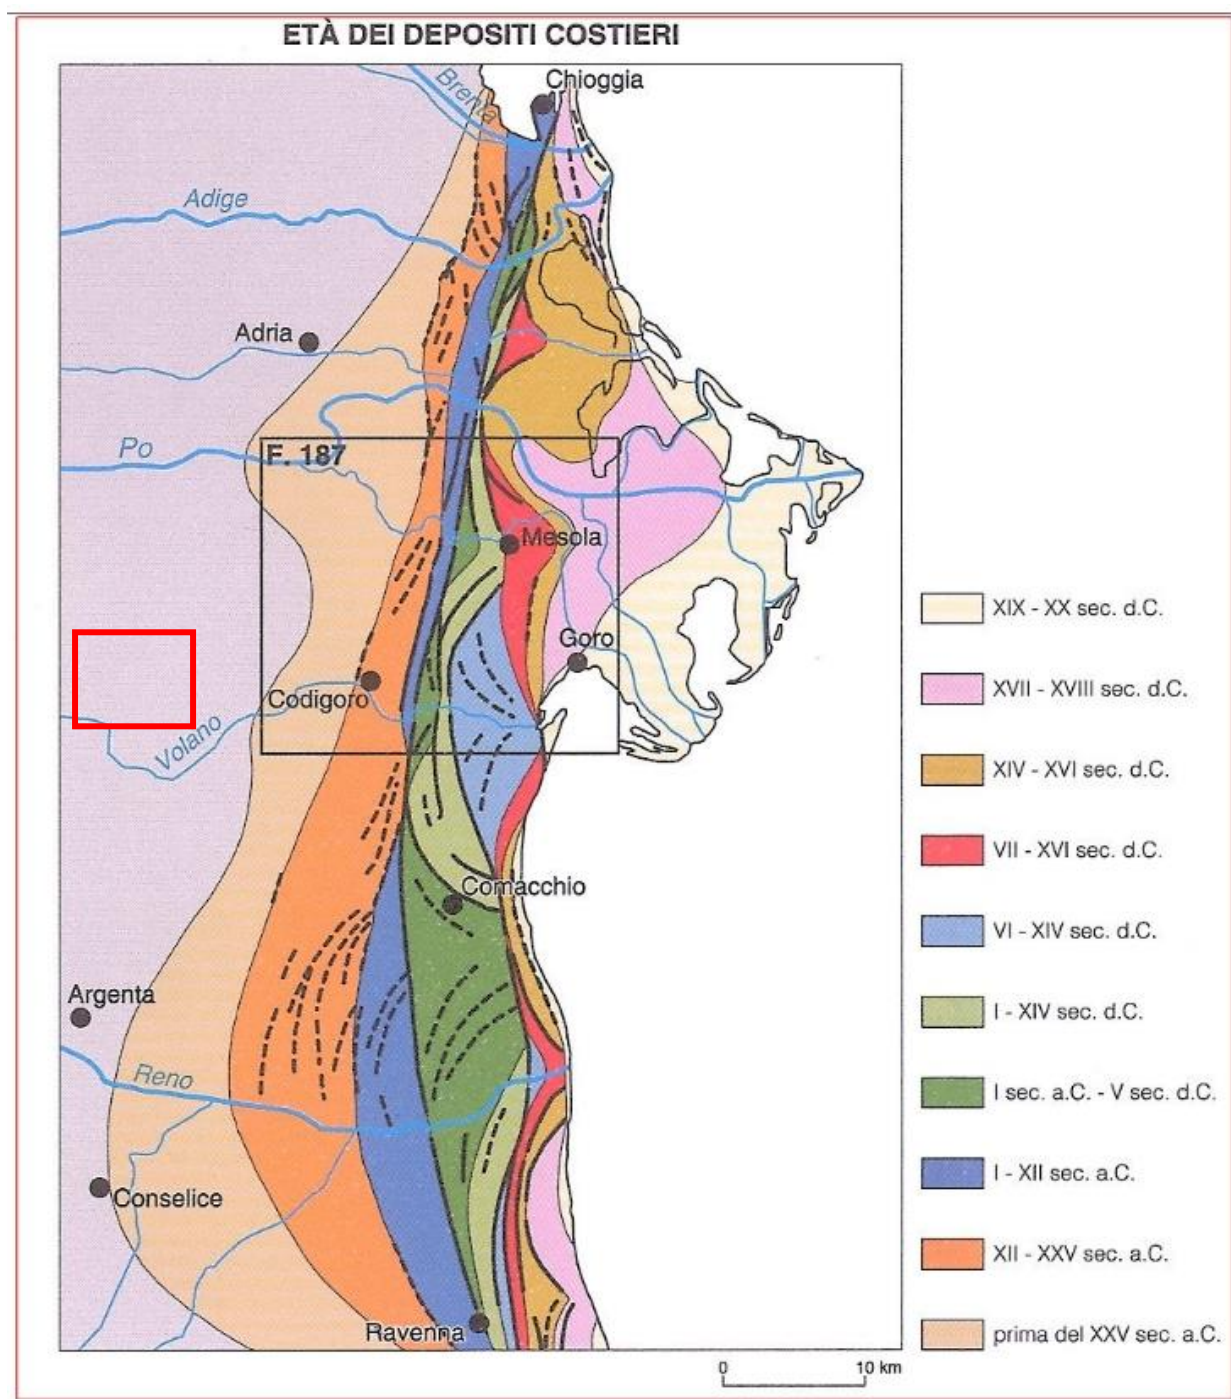 ETÀ DEI DEPOSITI COSTIERI
Chioggia
Brenta
Adige
Adria
Po
F. 187
Mesola
Goro
Codigoro
Volano
Comacchio
Argenta
Reno
Conselice
Ravenna
XIX - XX sec. d.C.
XVII - XVIII sec. d.C.
XIV - XVI sec. d.C.
VII - XVI sec. d.C.
VI - XIV sec. d.C.
I - XIV sec. d.C.
I sec. a.C. - V sec. d.C.
I - XII sec. a.C.
XII - XXV sec. a.C.
prima del XXV sec. a.C.
0 10 km